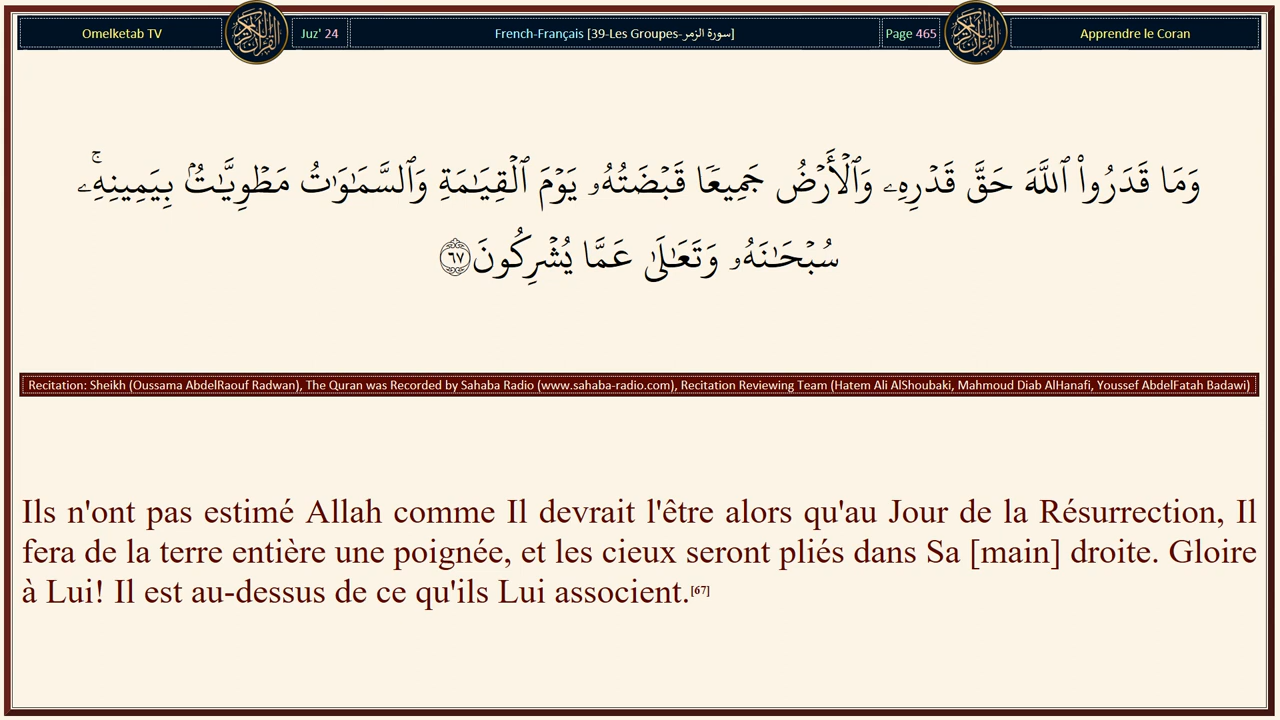 Omelketab TV
Juz' 24
French-Français [39-Les Groupes-سورة الزمر]
Page 465
Apprendre le Coran
وَمَا قَدَرُوا۟ ٱللَّهَ حَقَّ قَدْرِهِۦ وَٱلْأَرْضُ جَمِيعًا قَبْضَتُهُۥ يَوْمَ ٱلْقِيَـٰمَةِ وَٱلسَّمَـٰوَٰتُ مَطْوِيَّـٰتٌۢ بِيَمِينِهِۦ ۚ
سُبْحَـٰنَهُۥ وَتَعَـٰلَىٰ عَمَّا يُشْرِكُونَ ٦٧
Recitation: Sheikh (Oussama AbdelRaouf Radwan), The Quran was Recorded by Sahaba Radio (www.sahaba-radio.com), Recitation Reviewing Team (Hatem Ali AlShoubaki, Mahmoud Diab AlHanafi, Youssef AbdelFatah Badawi)
Ils n'ont pas estimé Allah comme Il devrait l'être alors qu'au Jour de la Résurrection, Il
fera de la terre entière une poignée, et les cieux seront pliés dans Sa [main] droite. Gloire
à Lui! Il est au-dessus de ce qu'ils Lui associent.[67]